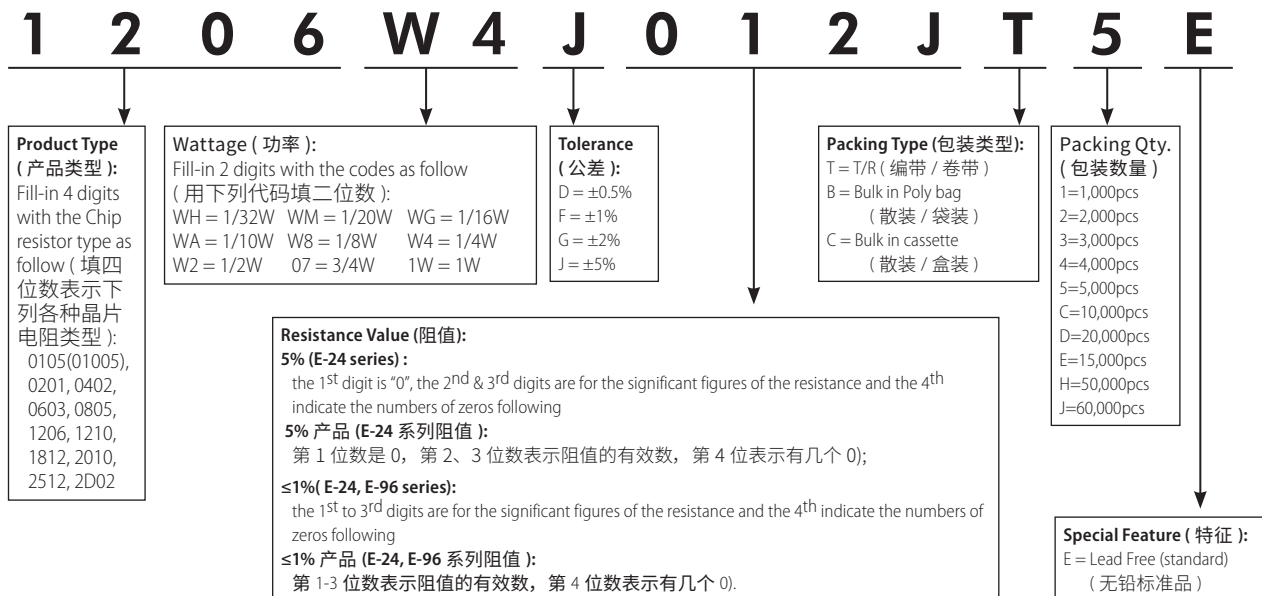 1 2 0 6 W 4 J 0 1 2 J T 5 E
Product Type
( 产品类型 ):
Fill-in 4 digits
with the Chip
resistor type as
follow ( 填四
位数表示下
列各种晶片
电阻类型 ):
0105(01005),
0201, 0402,
0603, 0805,
1206, 1210,
1812, 2010,
2512, 2D02
Wattage ( 功率 ):
Fill-in 2 digits with the codes as follow
( 用下列代码填二位数 ):
WH = 1/32W WM = 1/20W WG = 1/16W
WA = 1/10W W8 = 1/8W W4 = 1/4W
W2 = 1/2W 07 = 3/4W 1W = 1W
Tolerance
( 公差 ):
D = ±0.5%
F = ±1%
G = ±2%
J = ±5%
Packing Type (包装类型):
T = T/R ( 编带 / 卷带 )
B = Bulk in Poly bag
( 散装 / 袋装 )
C = Bulk in cassette
( 散装 / 盒装 )
Packing Qty.
( 包装数量 )
1=1,000pcs
2=2,000pcs
3=3,000pcs
4=4,000pcs
5=5,000pcs
C=10,000pcs
D=20,000pcs
E=15,000pcs
H=50,000pcs
J=60,000pcs
Resistance Value (阻值):
5% (E-24 series) :
the 1st digit is "0", the 2nd & 3rd digits are for the significant figures of the resistance and the 4th
indicate the numbers of zeros following
5% 产品 (E-24 系列阻值 ):
第 1 位数是 0，第 2、3 位数表示阻值的有效数，第 4 位表示有几个 0);
≤1%( E-24, E-96 series):
the 1st to 3rd digits are for the significant figures of the resistance and the 4th indicate the numbers of
zeros following
≤1% 产品 (E-24, E-96 系列阻值 ):
第 1-3 位数表示阻值的有效数，第 4 位数表示有几个 0).
Special Feature ( 特征 ):
E = Lead Free (standard)
( 无铅标准品 )